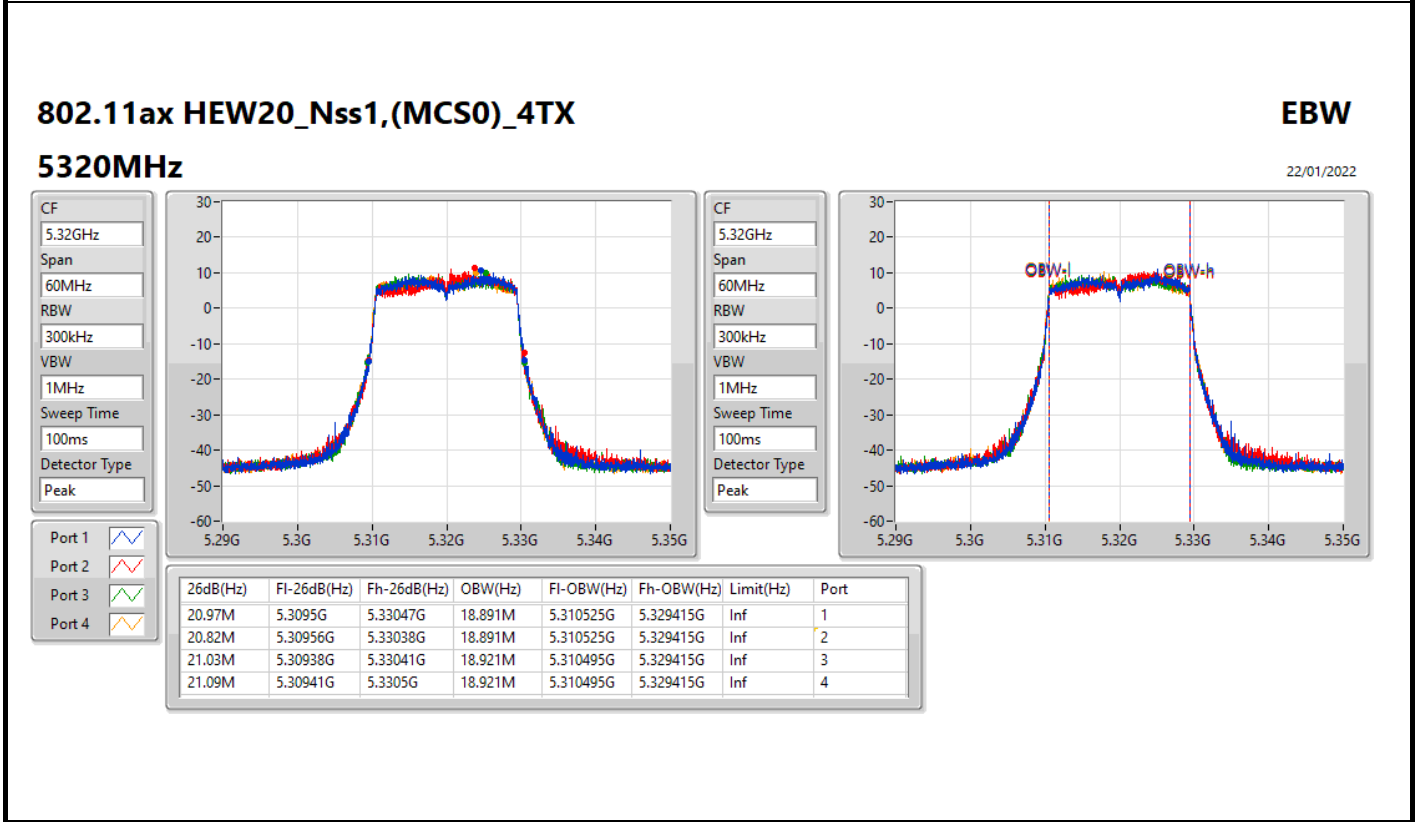 802.11ax HEW20_Nss1,(MCS0)_4TX
EBW
5320MHz
22/01/2022
CF
5.32GHz
Span
60MHz
RBW
300kHz
VBW
1MHz
Sweep Time
100ms
Detector Type
Peak
30
20
10
0
-10
-20
-30
-40
-50
-60
5.29G 5.3G 5.31G 5.32G 5.33G 5.34G 5.35G
CF
5.32GHz
Span
60MHz
RBW
300kHz
VBW
1MHz
Sweep Time
100ms
Detector Type
Peak
30
20
10
0
-10
-20
-30
-40
-50
-60
OBW-l OBW-h
5.29G 5.3G 5.31G 5.32G 5.33G 5.34G 5.35G
Port 1
Port 2
Port 3
Port 4
26dB(Hz) Fl-26dB(Hz) Fh-26dB(Hz) OBW(Hz) Fl-OBW(Hz) Fh-OBW(Hz) Limit(Hz) Port
20.97M 5.3095G 5.33047G 18.891M 5.310525G 5.329415G Inf 1
20.82M 5.30956G 5.33038G 18.891M 5.310525G 5.329415G Inf 2
21.03M 5.30938G 5.33041G 18.921M 5.310495G 5.329415G Inf 3
21.09M 5.30941G 5.3305G 18.921M 5.310495G 5.329415G Inf 4